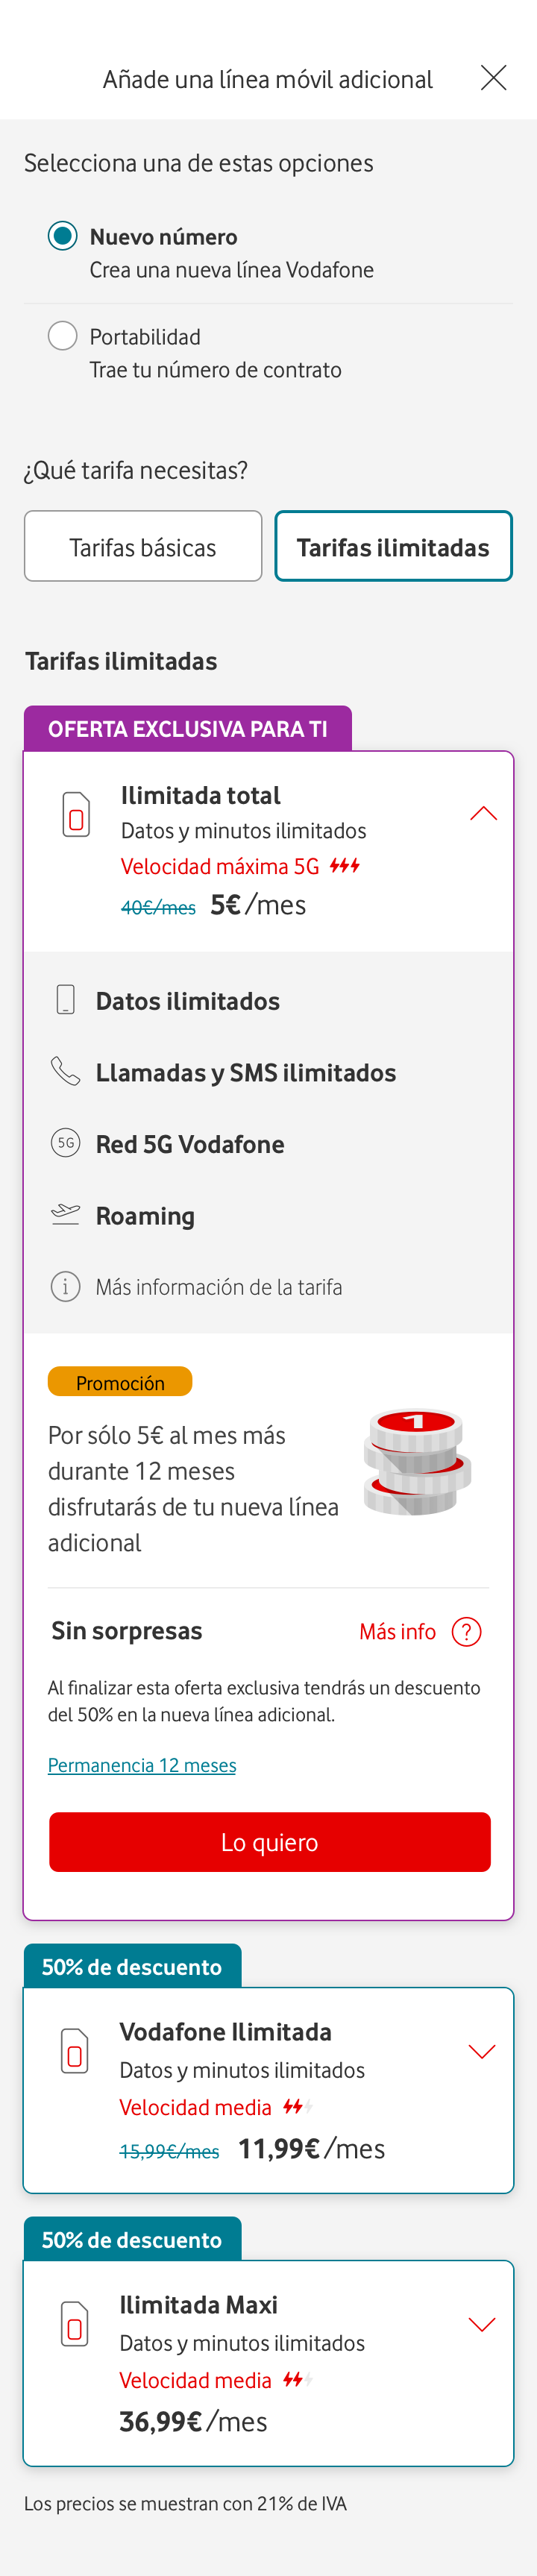 Añade una línea móvil adicional
Selecciona una de estas opciones
Nuevo número
Crea una nueva línea Vodafone
Portabilidad
Trae tu número de contrato
¿Qué tarifa necesitas?
Tarifas básicas
Tarifas ilimitadas
Tarifas ilimitadas
OFERTA EXCLUSIVA PARA TI
Ilimitada total
Datos y minutos ilimitados
Velocidad máxima 5G
40€/mes 5€/mes
Datos ilimitados
Llamadas y SMS ilimitados
5G Red 5G Vodafone
Roaming
i Más información de la tarifa
Promoción
Por sólo 5€ al mes más
durante 12 meses
disfrutarás de tu nueva línea
adicional
1
Sin sorpresas
Más info ?
Al finalizar esta oferta exclusiva tendrás un descuento
del 50% en la nueva línea adicional.
Permanencia 12 meses
Lo quiero
50% de descuento
Vodafone Ilimitada
Datos y minutos ilimitados
Velocidad media
15,99€/mes 11,99€/mes
50% de descuento
Ilimitada Maxi
Datos y minutos ilimitados
Velocidad media
36,99€/mes
Los precios se muestran con 21% de IVA